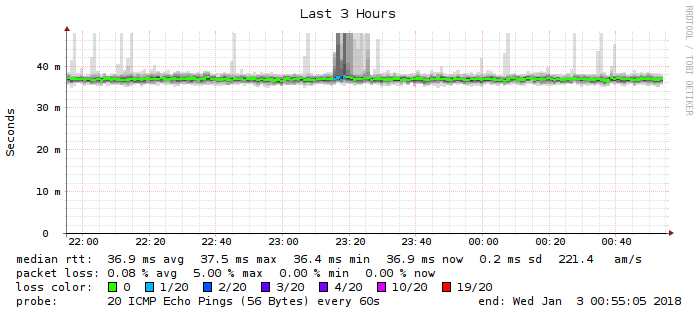 Last 3 Hours
RRDTOOL / TOBI OETIKER
Seconds
40 m
30 m
20 m
10 m
0
22:00 22:20 22:40 23:00 23:20 23:40 00:00 00:20 00:40
median rtt: 36.9 ms avg 37.5 ms max 36.4 ms min 36.9 ms now 0.2 ms sd 221.4 am/s
packet loss: 0.08 % avg 5.00 % max 0.00 % min 0.00 % now
loss color: 0 1/20 2/20 3/20 4/20 10/20 19/20
probe: 20 ICMP Echo Pings (56 Bytes) every 60s end: Wed Jan 3 00:55:05 2018